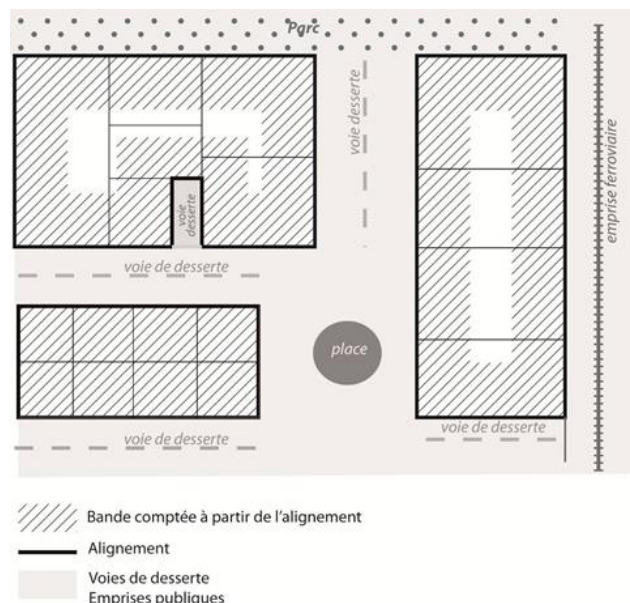 Parc
voie desserte
emprise ferroviaire
voie
desserte
voie de desserte
place
voie de desserte
voie de desserte
Bande comptée à partir de l'alignement
Alignement
Voies de desserte
Emprises publiques